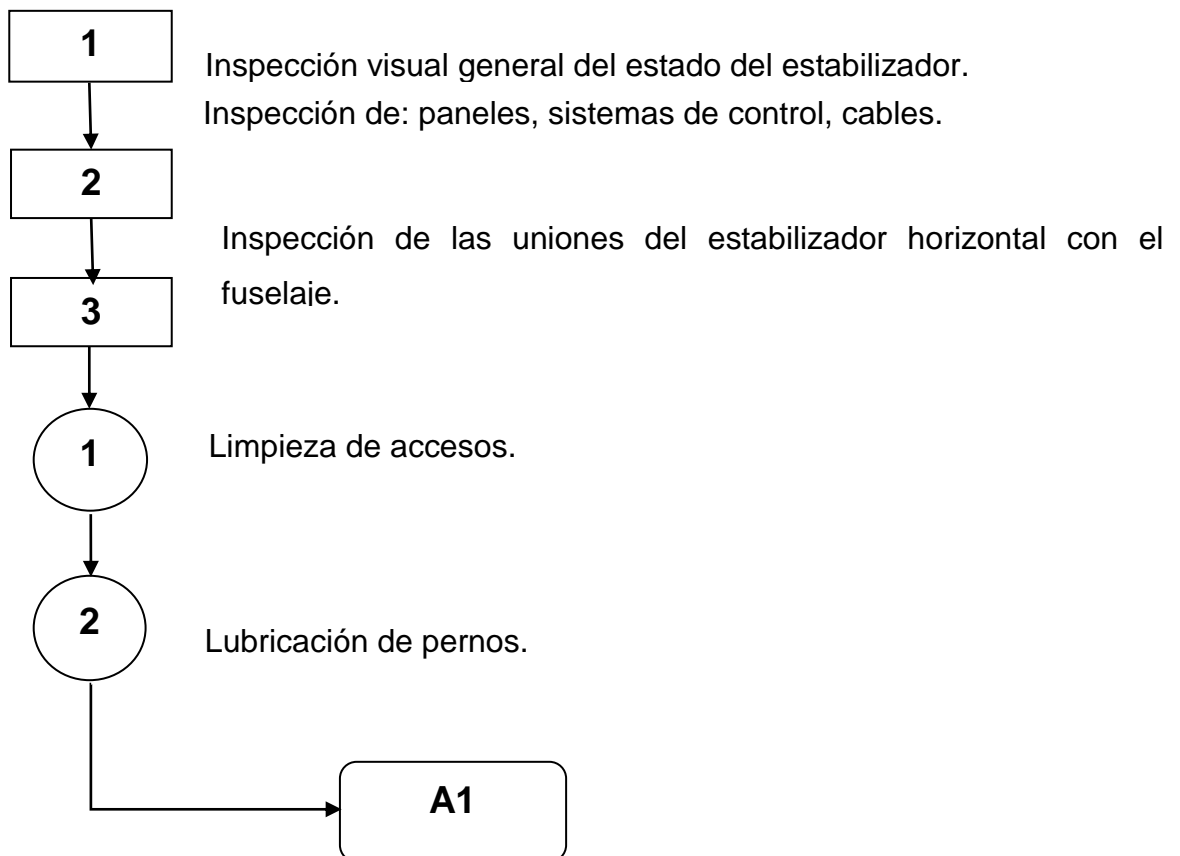 1
Inspección visual general del estado del estabilizador.
Inspección de: paneles, sistemas de control, cables.
2
Inspección de las uniones del estabilizador horizontal con el
fuselaje.
3
1
Limpieza de accesos.
2
Lubricación de pernos.
A1